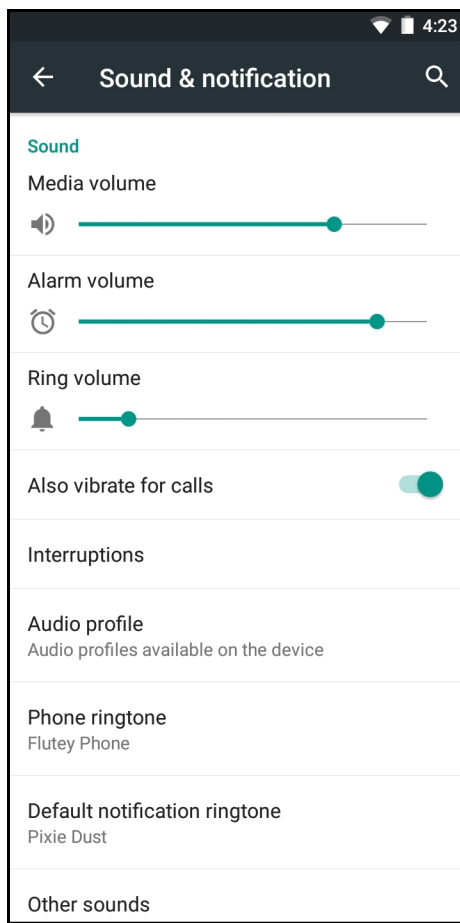 4:23
Sound & notification
Sound
Media volume
Alarm volume
Ring volume
Also vibrate for calls
Interruptions
Audio profile
Audio profiles available on the device
Phone ringtone
Flutey Phone
Default notification ringtone
Pixie Dust
Other sounds